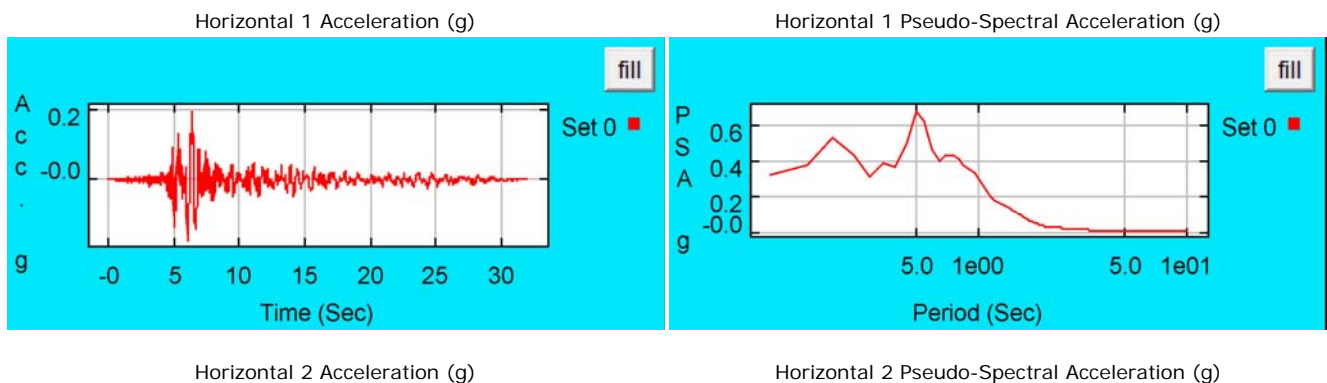 Horizontal 1 Acceleration (g)
Horizontal 1 Pseudo-Spectral Acceleration (g)
fill
Acc. g
0.2
-0.0
Set 0
-0 5 10 15 20 25 30
Time (Sec)
fill
PSA g
0.6
0.4
0.2
-0.0
Set 0
5.0 1e00 5.0 1e01
Period (Sec)
Horizontal 2 Acceleration (g)
Horizontal 2 Pseudo-Spectral Acceleration (g)